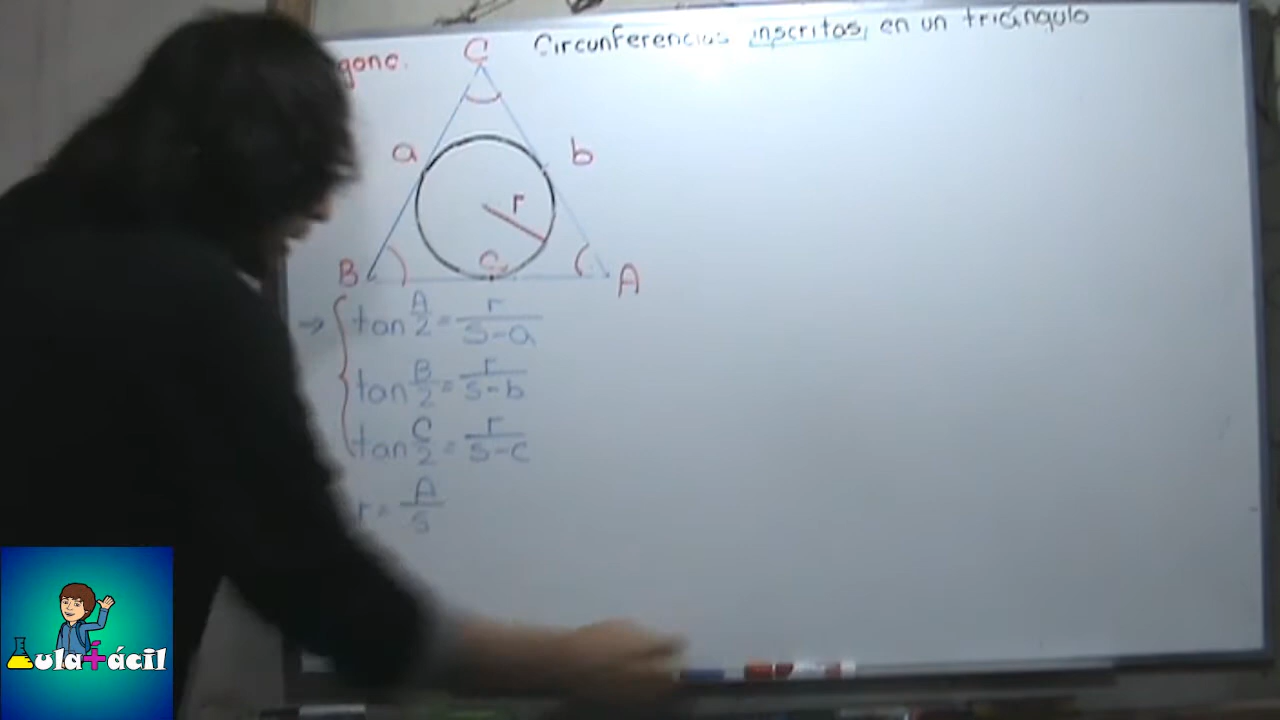 gono.
Circunferencias inscritas, en un triángulo
C
a
b
r
B
c
A
→ { tan A/2 = r/(s-a)
tan B/2 = r/(s-b)
tan C/2 = r/(s-c)
r = A/s
Aula+ácil